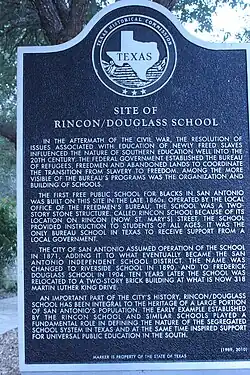 TEXAS HISTORICAL COMMISSION
TEXAS
SITE OF
RINCON/DOUGLASS SCHOOL
IN THE AFTERMATH OF THE CIVIL WAR, THE RESOLUTION OF
ISSUES ASSOCIATED WITH EDUCATION OF NEWLY FREED SLAVES
INFLUENCED THE NATURE OF SOUTHERN EDUCATION WELL INTO THE
20TH CENTURY. THE FEDERAL GOVERNMENT ESTABLISHED THE BUREAU
OF REFUGEES, FREEDMEN AND ABANDONED LANDS TO COORDINATE
THE TRANSITION FROM SLAVERY TO FREEDOM. AMONG THE MORE
VISIBLE OF THE BUREAU'S PROGRAMS WAS THE ORGANIZATION AND
BUILDING OF SCHOOLS.
THE FIRST FREE PUBLIC SCHOOL FOR BLACKS IN SAN ANTONIO
WAS BUILT ON THIS SITE IN THE LATE 1860s. OPERATED BY THE LOCAL
OFFICE OF THE FREEDMEN'S BUREAU, THE SCHOOL WAS A TWO-
STORY STONE STRUCTURE. CALLED RINCON SCHOOL BECAUSE OF ITS
LOCATION ON RINCON (NOW ST. MARY'S) STREET, THE SCHOOL
PROVIDED INSTRUCTION TO STUDENTS OF ALL AGES. IT WAS THE
ONLY BUREAU SCHOOL IN TEXAS TO RECEIVE SUPPORT FROM A
LOCAL GOVERNMENT.
THE CITY OF SAN ANTONIO ASSUMED OPERATION OF THE SCHOOL
IN 1871, ADDING IT TO WHAT EVENTUALLY BECAME THE SAN
ANTONIO INDEPENDENT SCHOOL DISTRICT. THE NAME WAS
CHANGED TO RIVERSIDE SCHOOL IN 1890, AND TO FREDERICK
DOUGLASS SCHOOL IN 1904. TEN YEARS LATER THE SCHOOL WAS
RELOCATED TO A TWO-STORY BRICK BUILDING AT WHAT IS NOW 318
MARTIN LUTHER KING DRIVE.
AN IMPORTANT PART OF THE CITY'S HISTORY, RINCON/DOUGLASS
SCHOOL HAS BEEN INTEGRAL TO THE HERITAGE OF A LARGE PORTION
OF SAN ANTONIO'S POPULATION. THE EARLY EXAMPLE ESTABLISHED
BY THE RINCON SCHOOL AND SIMILAR SCHOOLS PLAYED A
FUNDAMENTAL ROLE IN DEFINING THE NATURE OF THE SEGREGATED
SCHOOL SYSTEM IN TEXAS AND AT THE SAME TIME INSPIRED SUPPORT
FOR UNIVERSAL PUBLIC EDUCATION IN THE SOUTH.
(1989, 2010)
MARKER IS PROPERTY OF THE STATE OF TEXAS